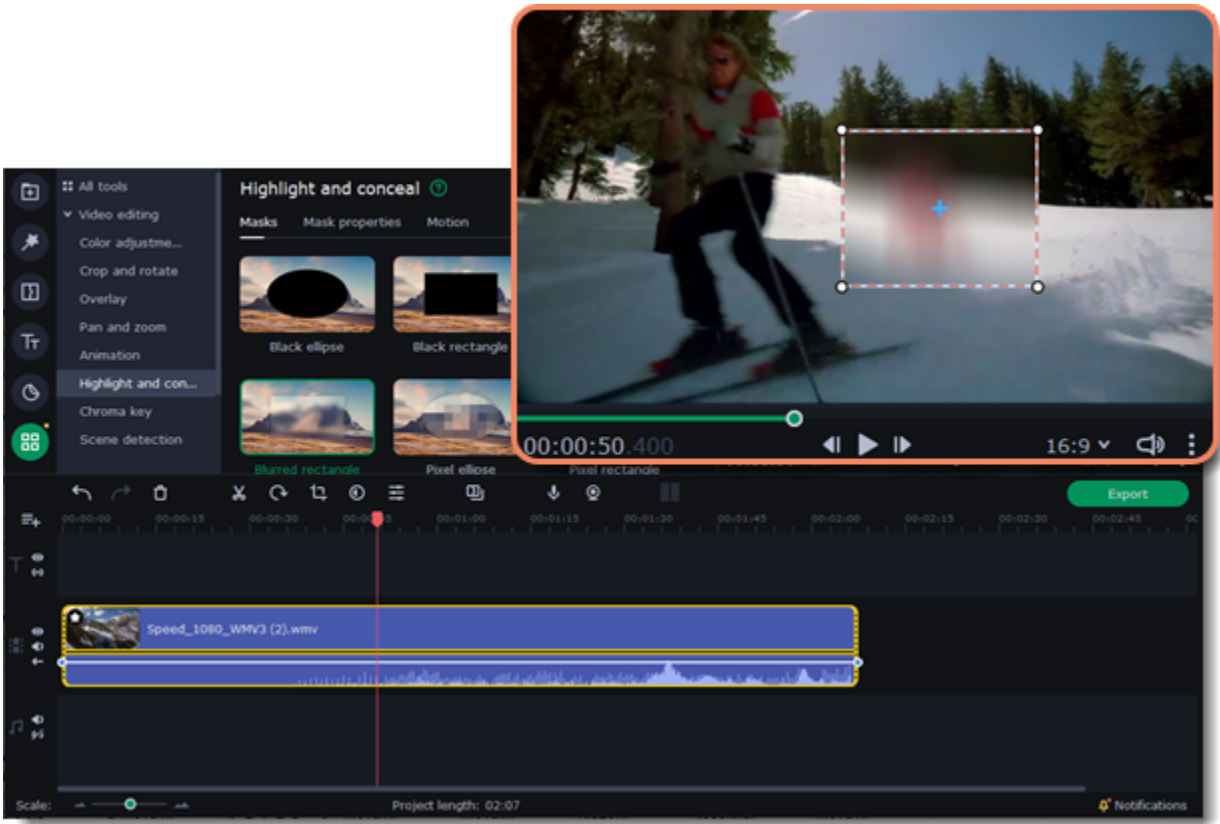 All tools
Video editing
Color adjustme...
Crop and rotate
Overlay
Pan and zoom
Animation
Highlight and con...
Chroma key
Scene detection
Highlight and conceal ?
Masks Mask properties Motion
Black ellipse Black rectangle
Blurred rectangle Pixel ellipse Pixel rectangle
00:00:50.400
16:9
Export
00:00:00 00:00:15 00:00:30 00:01:00 00:01:15 00:01:30 00:01:45 00:02:00 00:02:15 00:02:30 00:02:45
Speed_1080_WMV3 (2).wmv
Scale: Project length: 02:07 Notifications